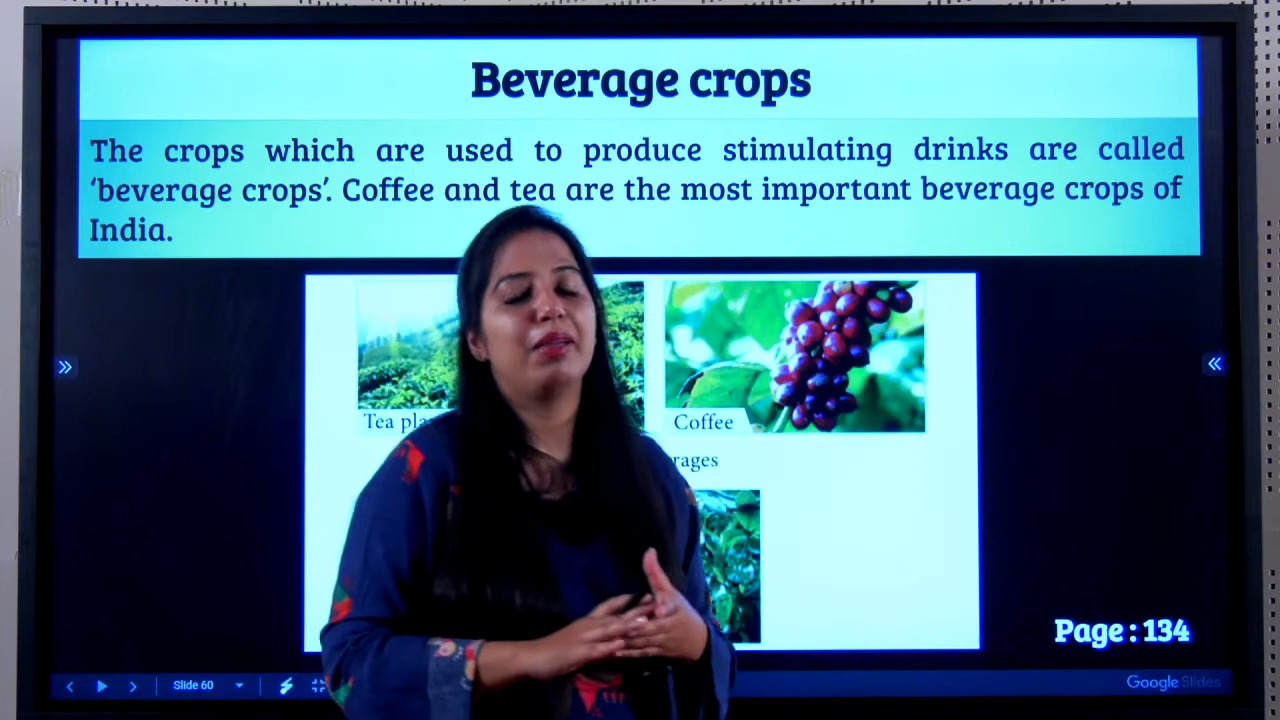 Beverage crops
The crops which are used to produce stimulating drinks are called
‘beverage crops’. Coffee and tea are the most important beverage crops of
India.
Tea
Coffee
Page : 134
Slide 60
Google Slides